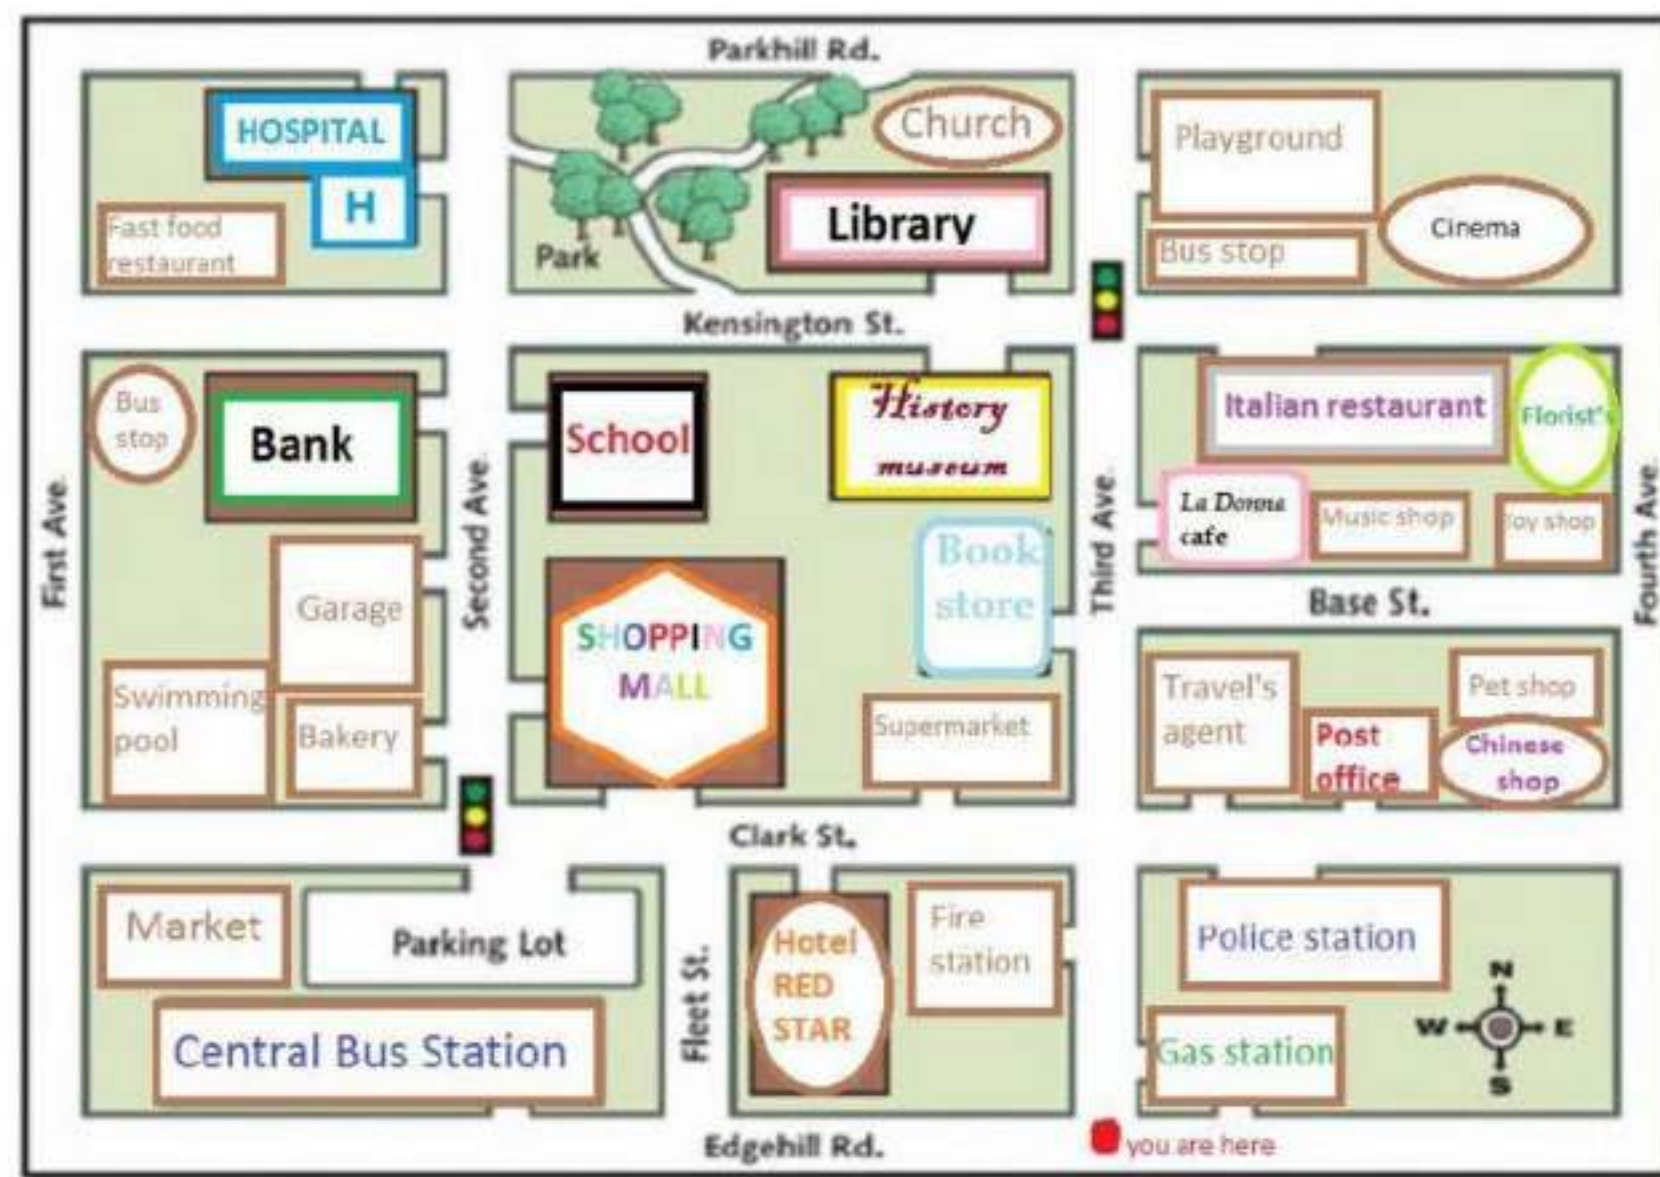 Parkhill Rd.
HOSPITAL
H
Fast food
restaurant
Park
Church
Library
Playground
Bus stop
Cinema
Kensington St.
Bus
stop
Bank
School
History
museum
Italian restaurant
Florist's
La Donna
cafe
Music shop
Toy shop
First Ave.
Second Ave.
Third Ave.
Fourth Ave.
Garage
Swimming
pool
Bakery
SHOPPING
MALL
Book
store
Supermarket
Base St.
Travel's
agent
Post
office
Pet shop
Chinese
shop
Clark St.
Market
Parking Lot
Central Bus Station
Fleet St.
Hotel
RED
STAR
Fire
station
Police station
Gas station
N
W
E
S
Edgehill Rd.
you are here